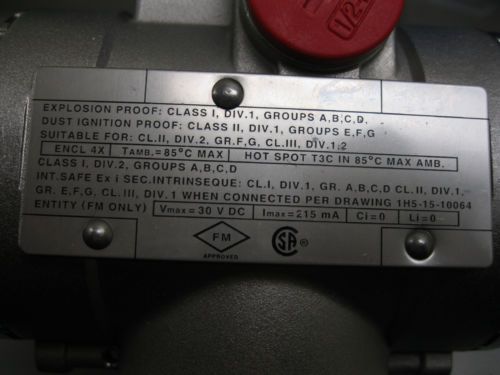 1/2-
EXPLOSION PROOF: CLASS I, DIV.1, GROUPS A,B,C,D.
DUST IGNITION PROOF: CLASS II, DIV.1, GROUPS E,F,G
SUITABLE FOR: CL.II, DIV.2, GR.F,G, CL.III, DIV.1,2
ENCL 4X TAMB.=85°C MAX HOT SPOT T3C IN 85°C MAX AMB.
CLASS I, DIV.2, GROUPS A,B,C,D
INT.SAFE Ex i SEC.INTRINSEQUE: CL.I, DIV.1, GR. A,B,C,D CL.II, DIV.1,
GR. E,F,G, CL.III, DIV.1 WHEN CONNECTED PER DRAWING 1H5-15-10064
ENTITY (FM ONLY) Vmax = 30 V DC Imax = 215 mA Ci = 0 Li = 0
FM SA ®
APPROVED